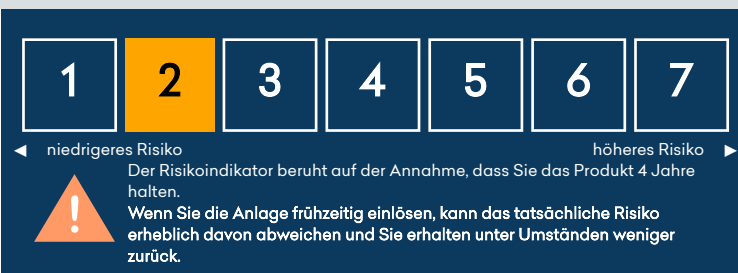 1 2 3 4 5 6 7
◄ niedrigeres Risiko höheres Risiko ►
Der Risikoindikator beruht auf der Annahme, dass Sie das Produkt 4 Jahre
halten.
Wenn Sie die Anlage frühzeitig einlösen, kann das tatsächliche Risiko
erheblich davon abweichen und Sie erhalten unter Umständen weniger
zurück.